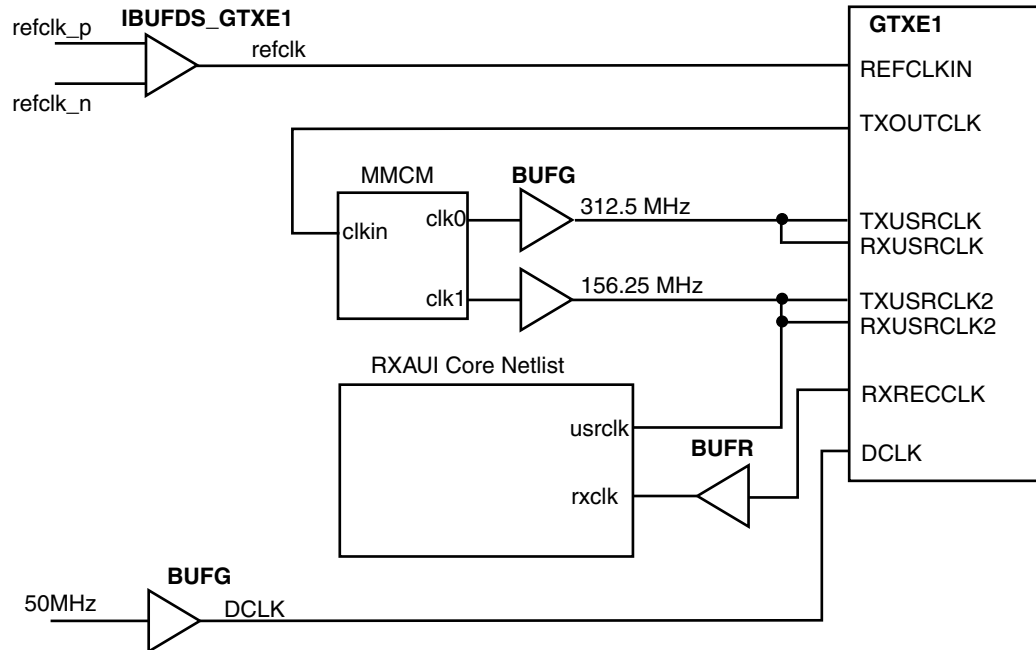 IBUFDS_GTXE1
refclk_p
refclk
refclk_n
GTXE1
REFCLKIN
TXOUTCLK
MMCM
BUFG
clkin
clk0
312.5 MHz
TXUSRCLK
RXUSRCLK
clk1
156.25 MHz
TXUSRCLK2
RXUSRCLK2
RXAUI Core Netlist
usrclk
RXRECCLK
BUFR
DCLK
rxclk
BUFG
50MHz
DCLK